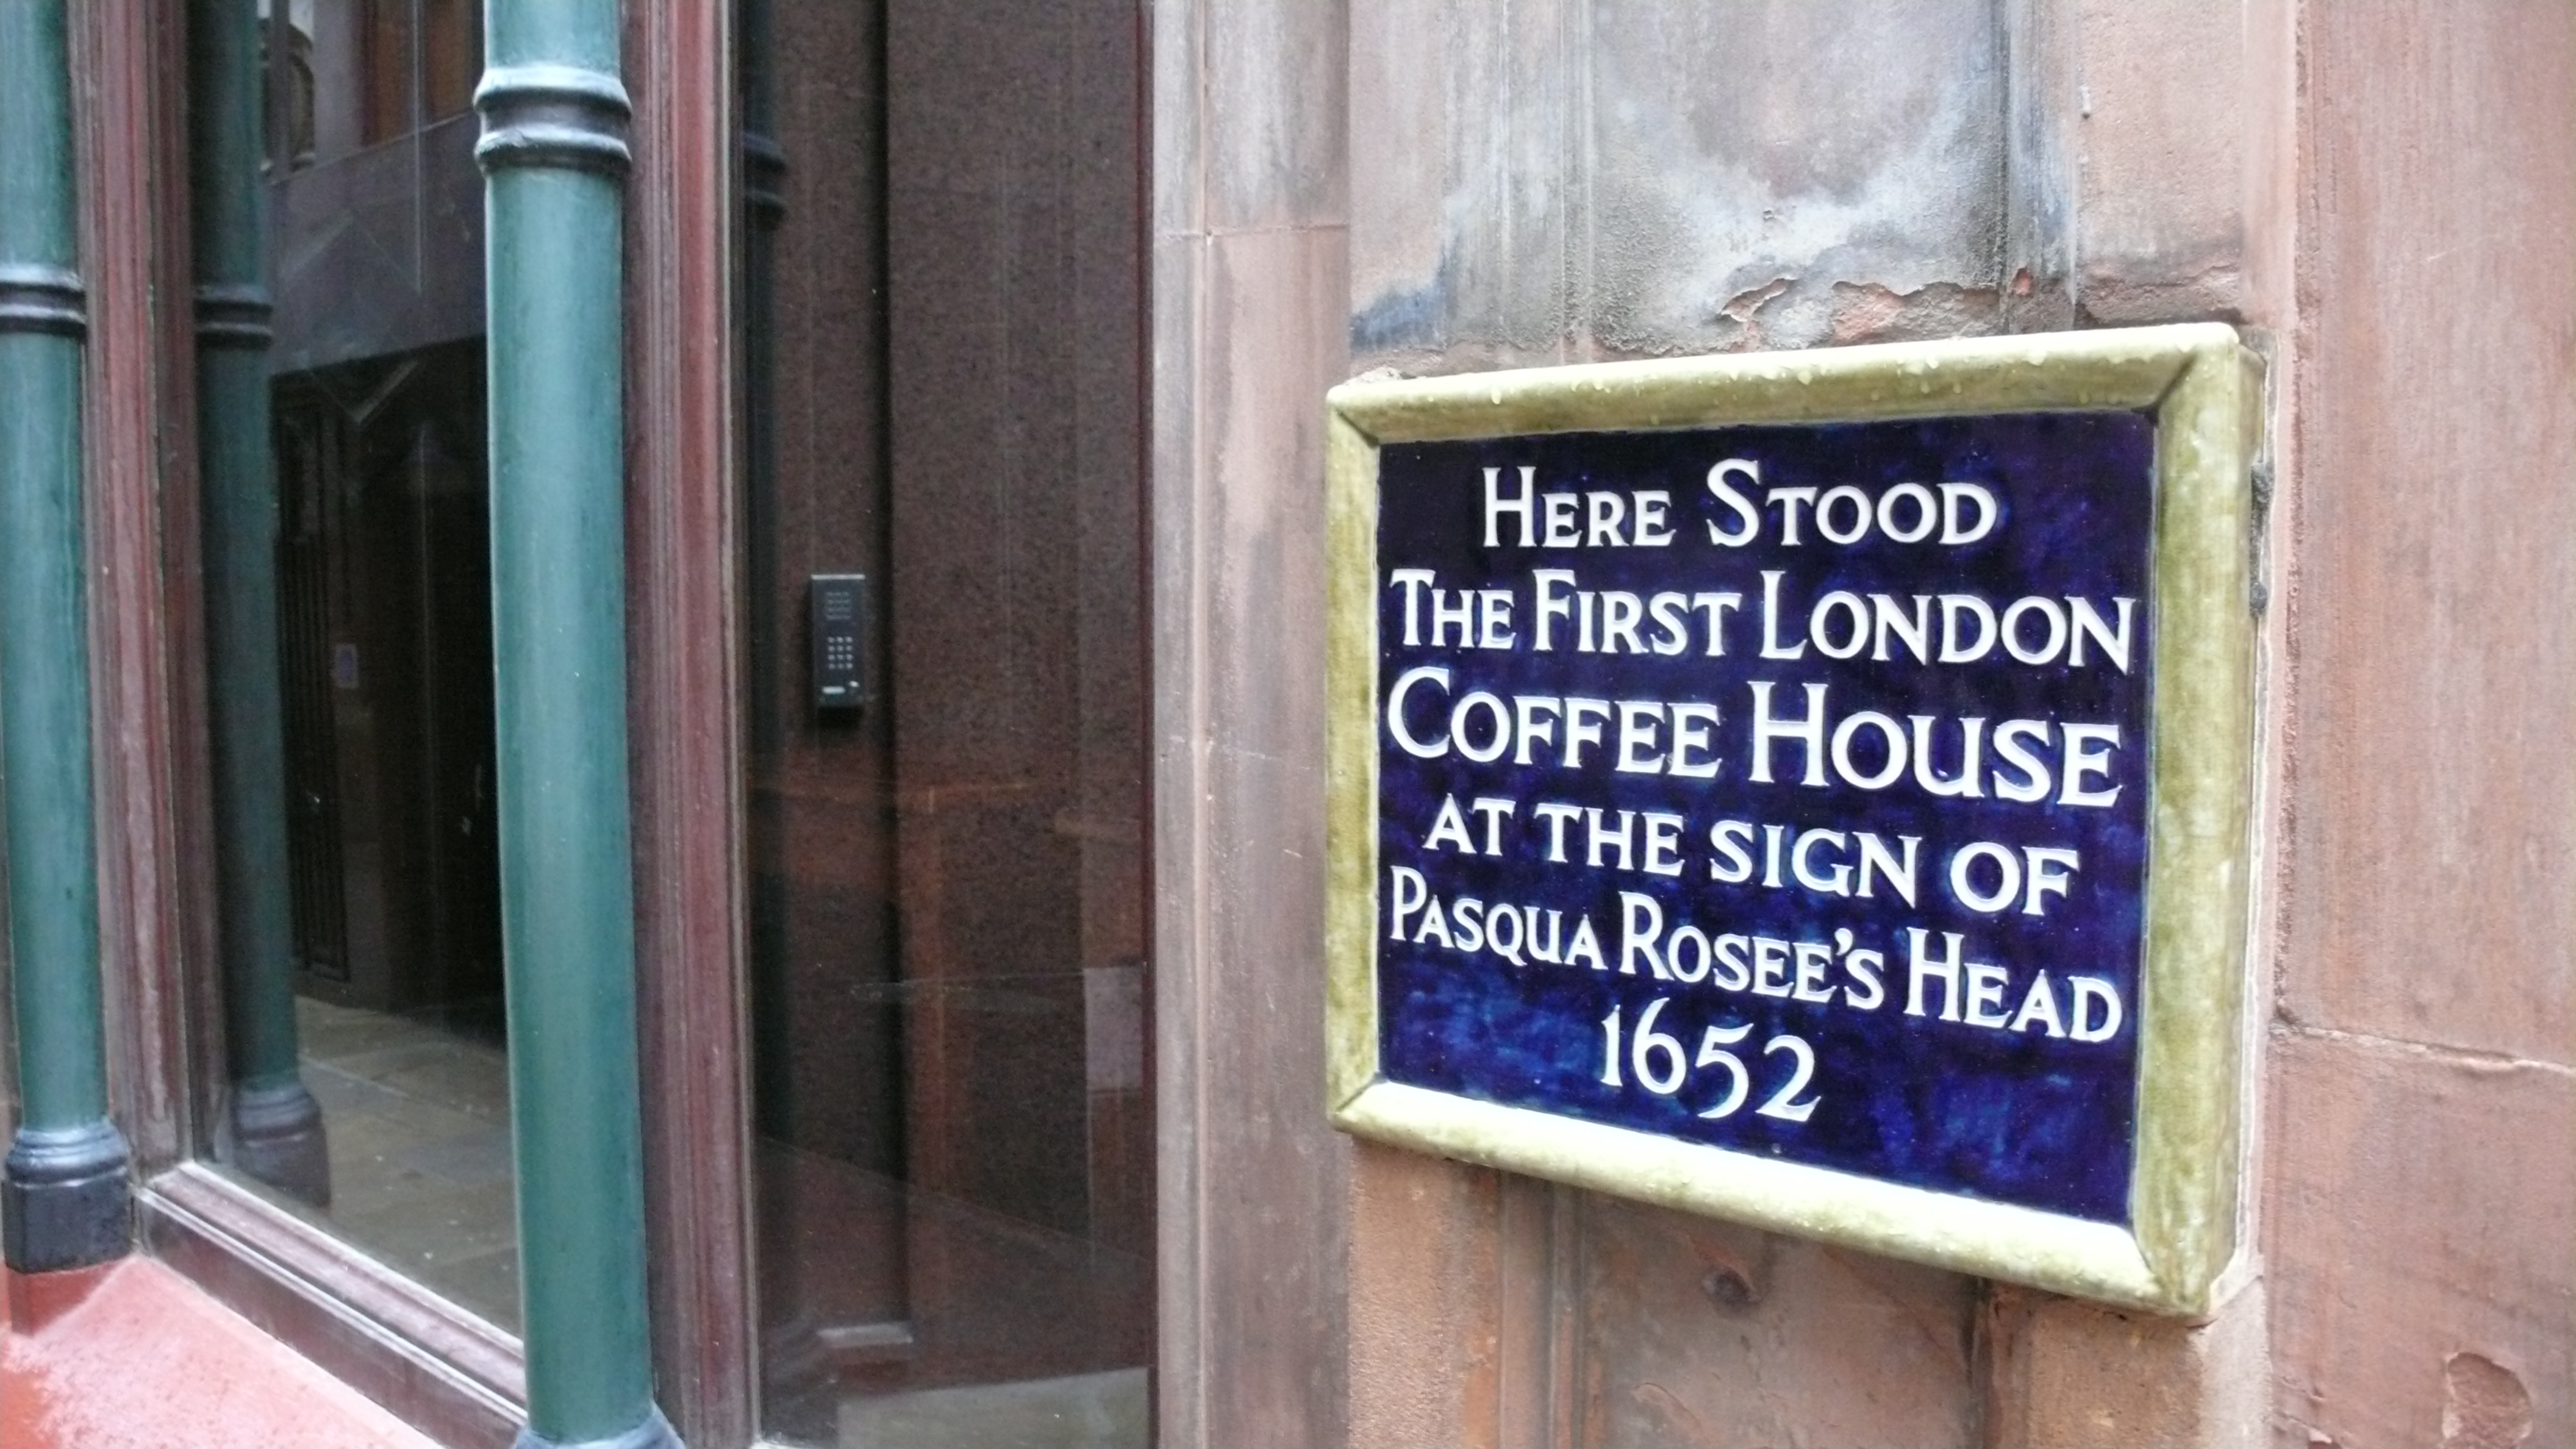 HERE STOOD
THE FIRST LONDON
COFFEE HOUSE
AT THE SIGN OF
PASQUA ROSEE'S HEAD
1652